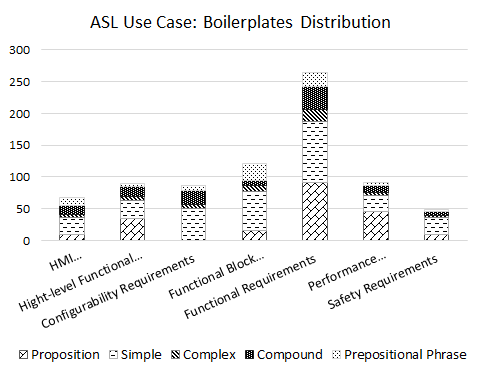 ASL Use Case: Boilerplates Distribution
300
250
200
150
100
50
0
HMI...
Hight-level Functional...
Configurability Requirements
Functional Block...
Functional Requirements
Performance...
Safety Requirements
Proposition Simple Complex Compound Prepositional Phrase